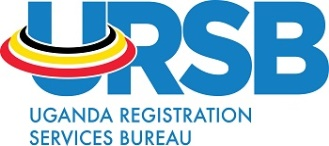 URSB
UGANDA REGISTRATION
SERVICES BUREAU